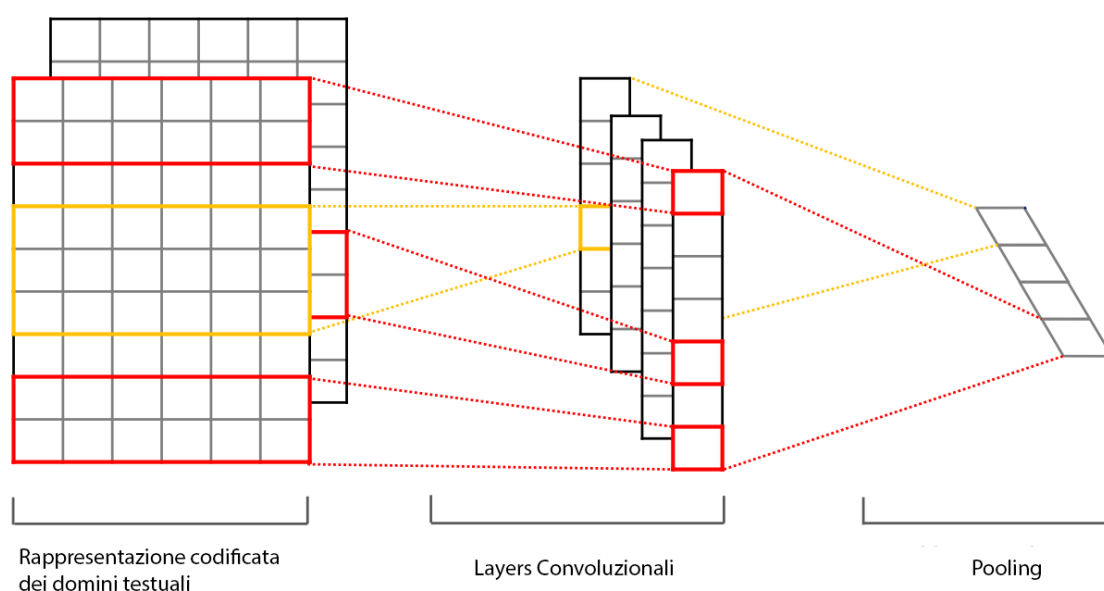 Rappresentazione codificata
dei domini testuali
Layers Convoluzionali
Pooling